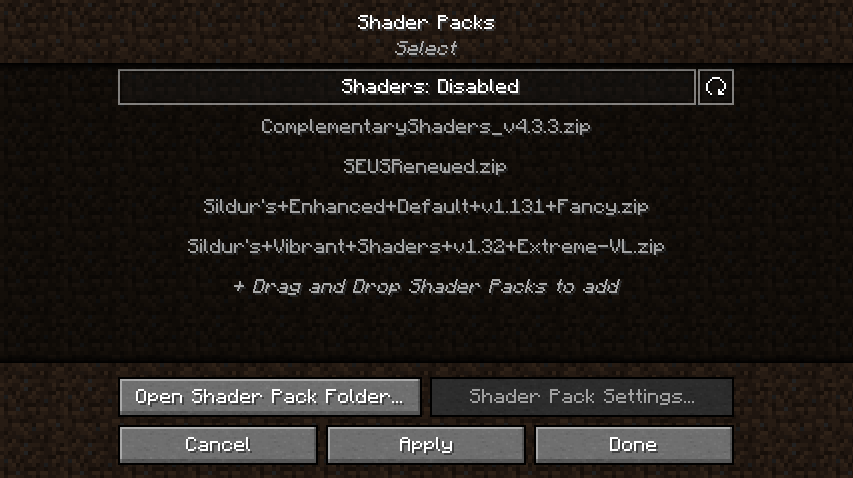 Shader Packs
Select
Shaders: Disabled
ComplementaryShaders_v4.3.3.zip
SEUSRenewed.zip
Sildur's+Enhanced+Default+v1.131+Fancy.zip
Sildur's+Vibrant+Shaders+v1.32+Extreme-VL.zip
+ Drag and Drop Shader Packs to add
Open Shader Pack Folder... Shader Pack Settings...
Cancel Apply Done